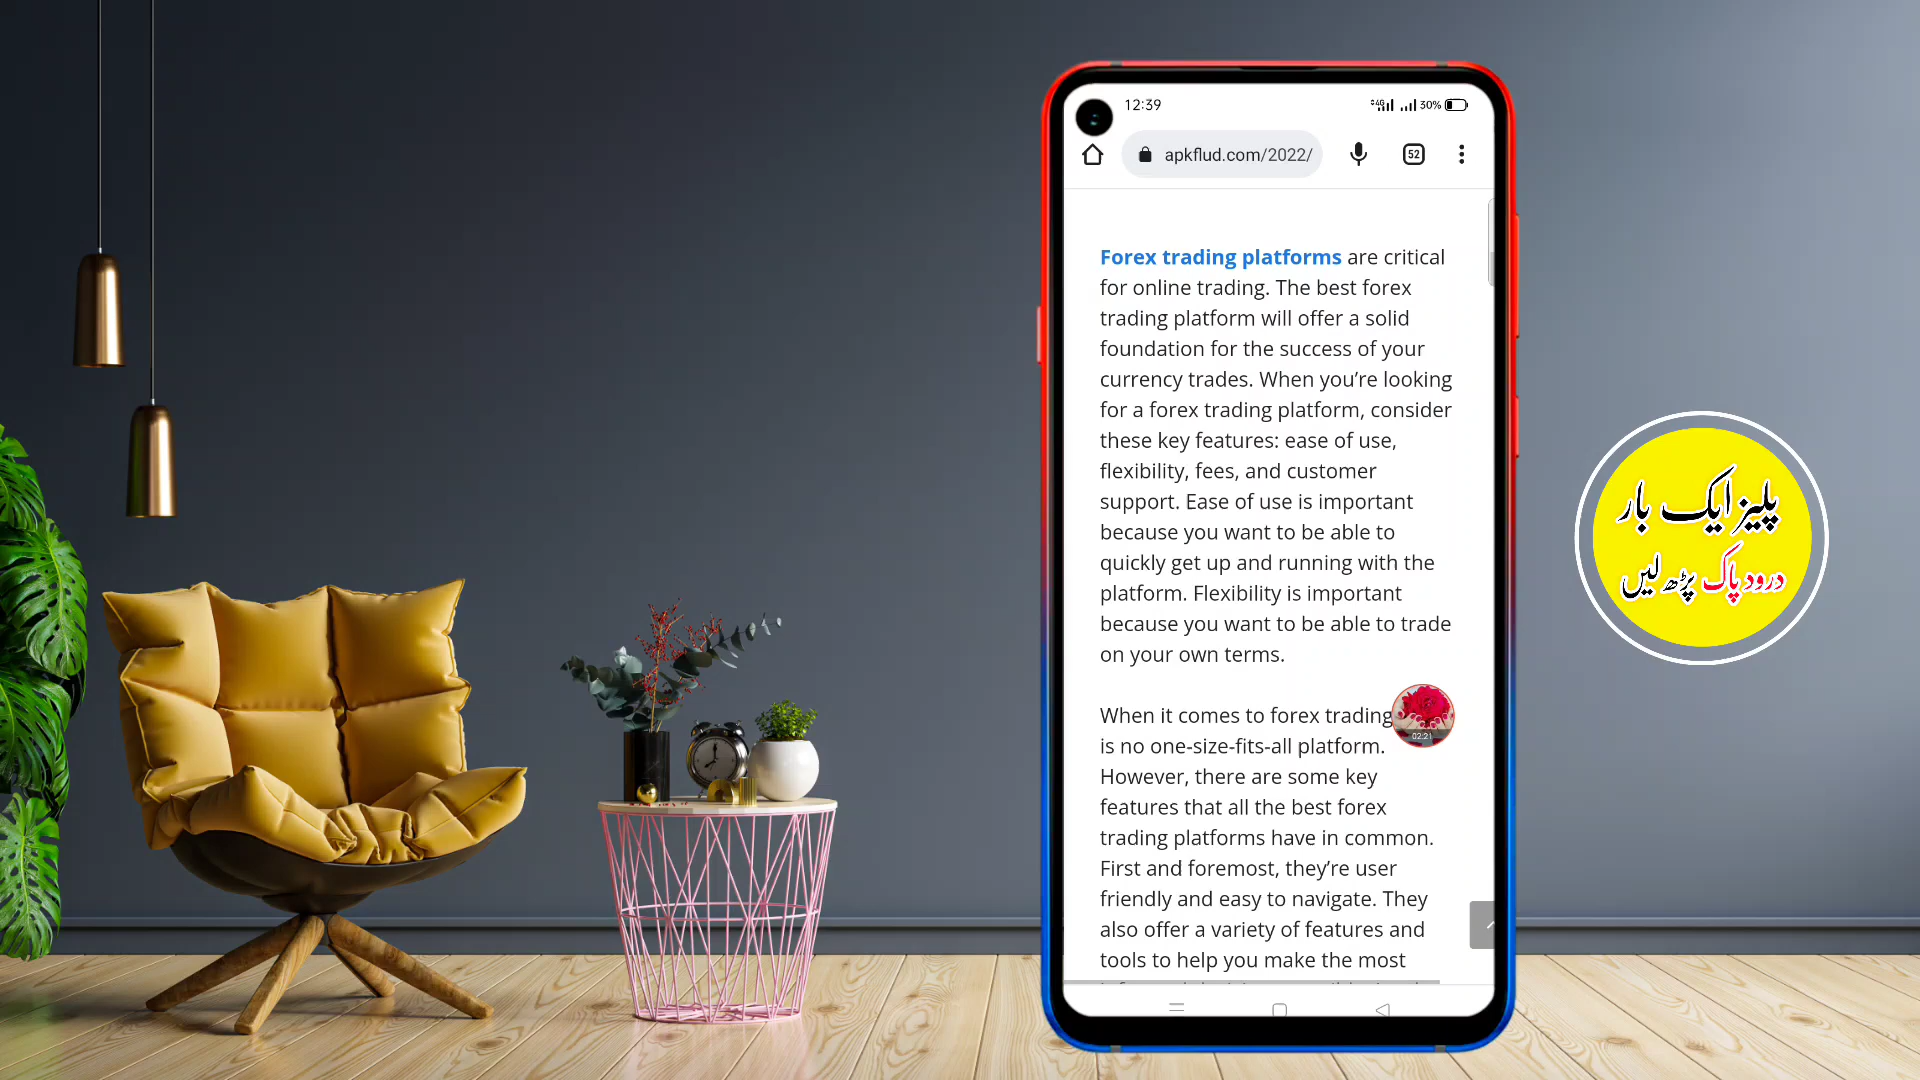 12:39
4G
30%
apkflud.com/2022/
52
Forex trading platforms are critical
for online trading. The best forex
trading platform will offer a solid
foundation for the success of your
currency trades. When you’re looking
for a forex trading platform, consider
these key features: ease of use,
flexibility, fees, and customer
support. Ease of use is important
because you want to be able to
quickly get up and running with the
platform. Flexibility is important
because you want to be able to trade
on your own terms.
When it comes to forex trading
02:21
is no one-size-fits-all platform.
However, there are some key
features that all the best forex
trading platforms have in common.
First and foremost, they’re user
friendly and easy to navigate. They
also offer a variety of features and
tools to help you make the most
پلیز ایک بار
درود پاک پڑھ لیں